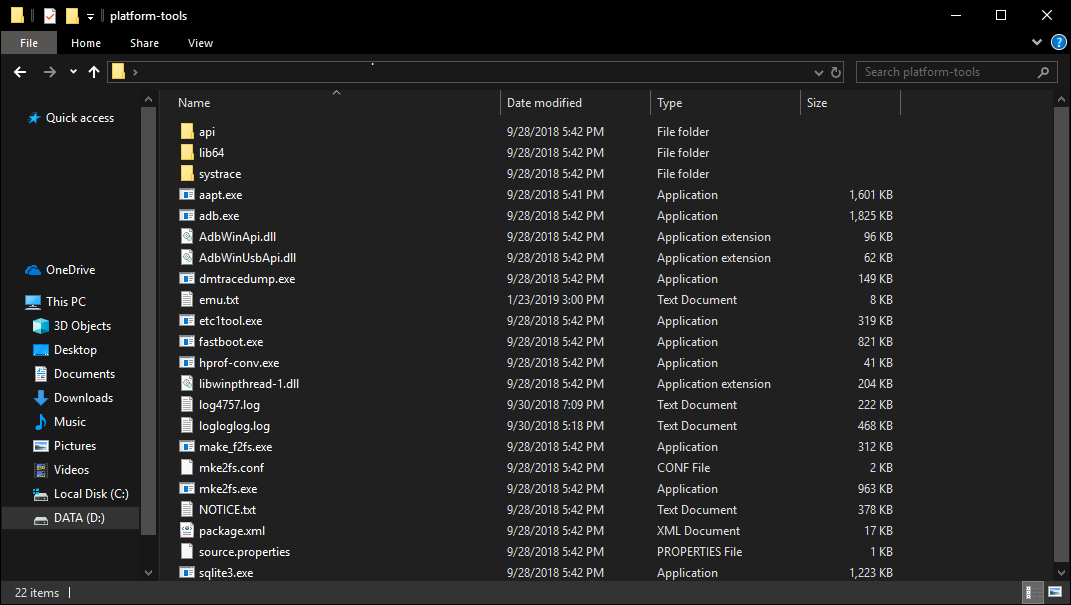 platform-tools
File Home Share View
Search platform-tools
Name Date modified Type Size
Quick access
OneDrive
This PC
3D Objects
Desktop
Documents
Downloads
Music
Pictures
Videos
Local Disk (C:)
DATA (D:)
api 9/28/2018 5:42 PM File folder
lib64 9/28/2018 5:42 PM File folder
systrace 9/28/2018 5:42 PM File folder
aapt.exe 9/28/2018 5:41 PM Application 1,601 KB
adb.exe 9/28/2018 5:42 PM Application 1,825 KB
AdbWinApi.dll 9/28/2018 5:42 PM Application extension 96 KB
AdbWinUsbApi.dll 9/28/2018 5:42 PM Application extension 62 KB
dmtracedump.exe 9/28/2018 5:42 PM Application 149 KB
emu.txt 1/23/2019 3:00 PM Text Document 8 KB
etc1tool.exe 9/28/2018 5:42 PM Application 319 KB
fastboot.exe 9/28/2018 5:42 PM Application 821 KB
hprof-conv.exe 9/28/2018 5:42 PM Application 41 KB
libwinpthread-1.dll 9/28/2018 5:42 PM Application extension 204 KB
log4757.log 9/30/2018 7:09 PM Text Document 222 KB
logloglog.log 9/30/2018 5:18 PM Text Document 468 KB
make_f2fs.exe 9/28/2018 5:42 PM Application 312 KB
mke2fs.conf 9/28/2018 5:42 PM CONF File 2 KB
mke2fs.exe 9/28/2018 5:42 PM Application 963 KB
NOTICE.txt 9/28/2018 5:42 PM Text Document 378 KB
package.xml 9/28/2018 5:42 PM XML Document 17 KB
source.properties 9/28/2018 5:42 PM PROPERTIES File 1 KB
sqlite3.exe 9/28/2018 5:42 PM Application 1,223 KB
22 items